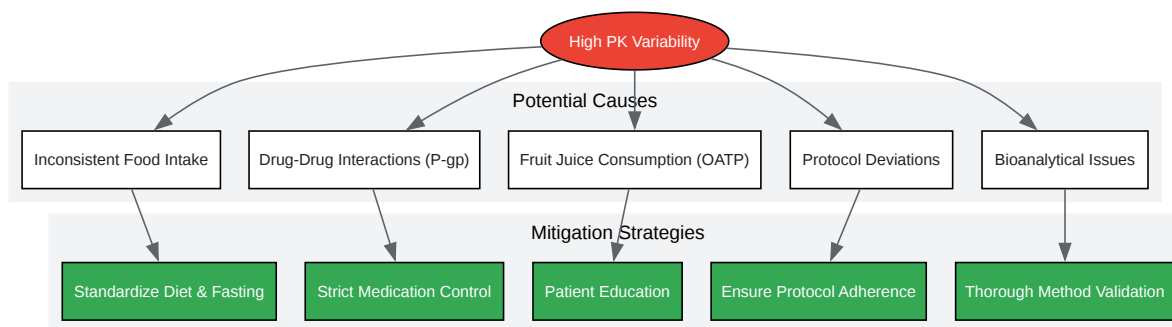 High PK Variability
Potential Causes
Inconsistent Food Intake
Drug-Drug Interactions (P-gp)
Fruit Juice Consumption (OATP)
Protocol Deviations
Bioanalytical Issues
Mitigation Strategies
Standardize Diet & Fasting
Strict Medication Control
Patient Education
Ensure Protocol Adherence
Thorough Method Validation